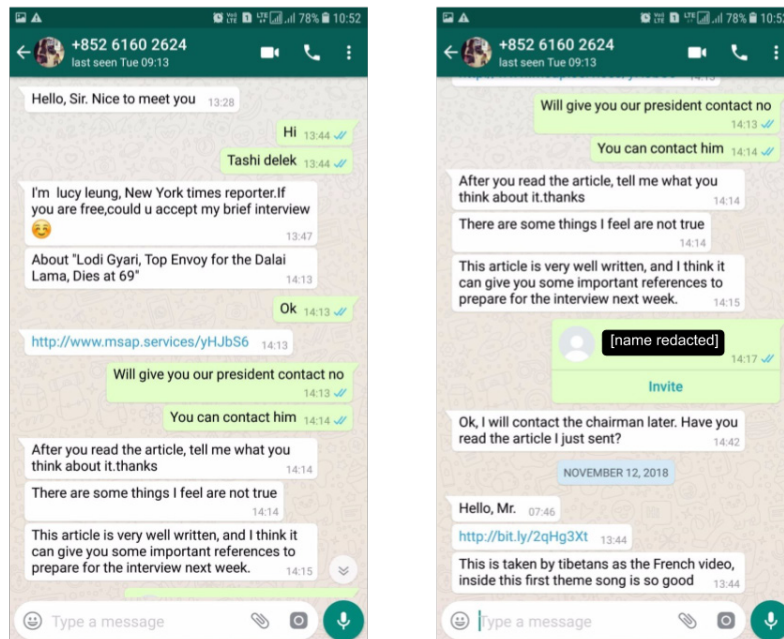 78% 10:52
+852 6160 2624
last seen Tue 09:13
Hello, Sir. Nice to meet you 13:28
Hi 13:44
Tashi delek 13:44
I'm lucy leung, New York times reporter.If
you are free,could u accept my brief interview
13:47
About "Lodi Gyari, Top Envoy for the Dalai
Lama, Dies at 69" 14:13
Ok 14:13
http://www.msap.services/yHJbS6 14:13
Will give you our president contact no
14:13
You can contact him 14:14
After you read the article, tell me what you
think about it.thanks 14:14
There are some things I feel are not true
14:14
This article is very well written, and I think it
can give you some important references to
prepare for the interview next week. 14:15
Type a message
78% 10:52
+852 6160 2624
last seen Tue 09:13
Will give you our president contact no
14:13
You can contact him 14:14
After you read the article, tell me what you
think about it.thanks 14:14
There are some things I feel are not true
14:14
This article is very well written, and I think it
can give you some important references to
prepare for the interview next week. 14:15
[name redacted]
14:17
Invite
Ok, I will contact the chairman later. Have you
read the article I just sent? 14:42
NOVEMBER 12, 2018
Hello, Mr. 07:46
http://bit.ly/2qHg3Xt 13:44
This is taken by tibetans as the French video,
inside this first theme song is so good 13:44
Type a message